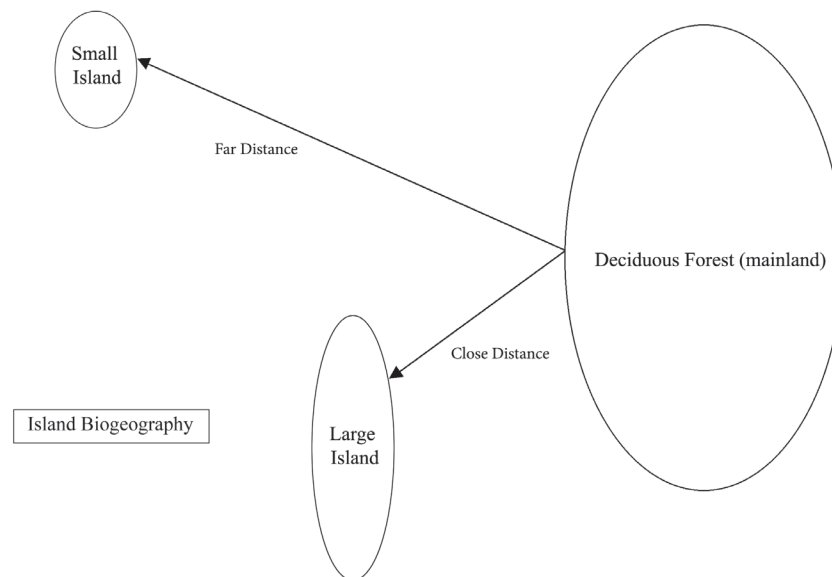 Small
Island
Far Distance
Deciduous Forest (mainland)
Close Distance
Island Biogeography
Large
Island